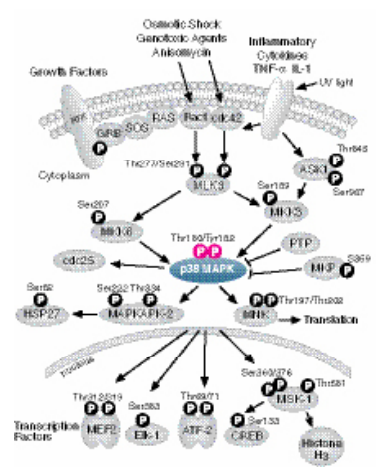 Osmotic Shock
Genotoxic Agents
Anisomycin
Inflammatory
Cytokines
TNF-α IL-1
Growth Factors
UV light
RAS
Rac1
cdc42
SOS
GRB
P
Cytoplasm
Thr277/Ser281
P P
MLK3
ASK1
P
P
Ser967
Ser189
P
MKK3
Ser207
P
MKK6
Thr180/Tyr182
P P
p38 MAPK
PTP
MKP
P
cdc25
Ser82
P
HSP27
Ser222 Thr334
P P
MAPKAPK-2
P P
Thr197/Thr202
MNK
Translation
nucleus
Thr312/319
P P
MEF2
Ser383
P
Elk-1
Thr69/71
P P
ATF-2
Ser360/376
P P
P
Thr581
MSK-1
Ser133
P
CREB
Histone
H3
Transcription
Factors